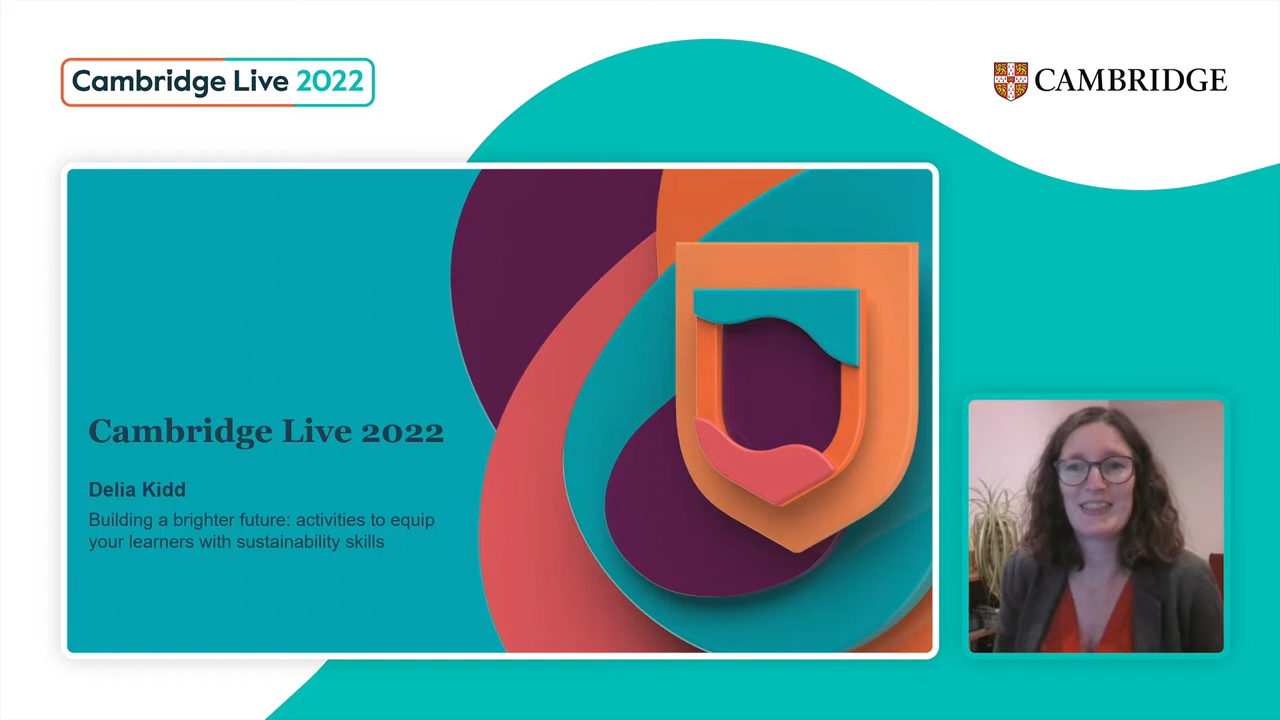 Cambridge Live 2022
CAMBRIDGE
Cambridge Live 2022
Delia Kidd
Building a brighter future: activities to equip
your learners with sustainability skills